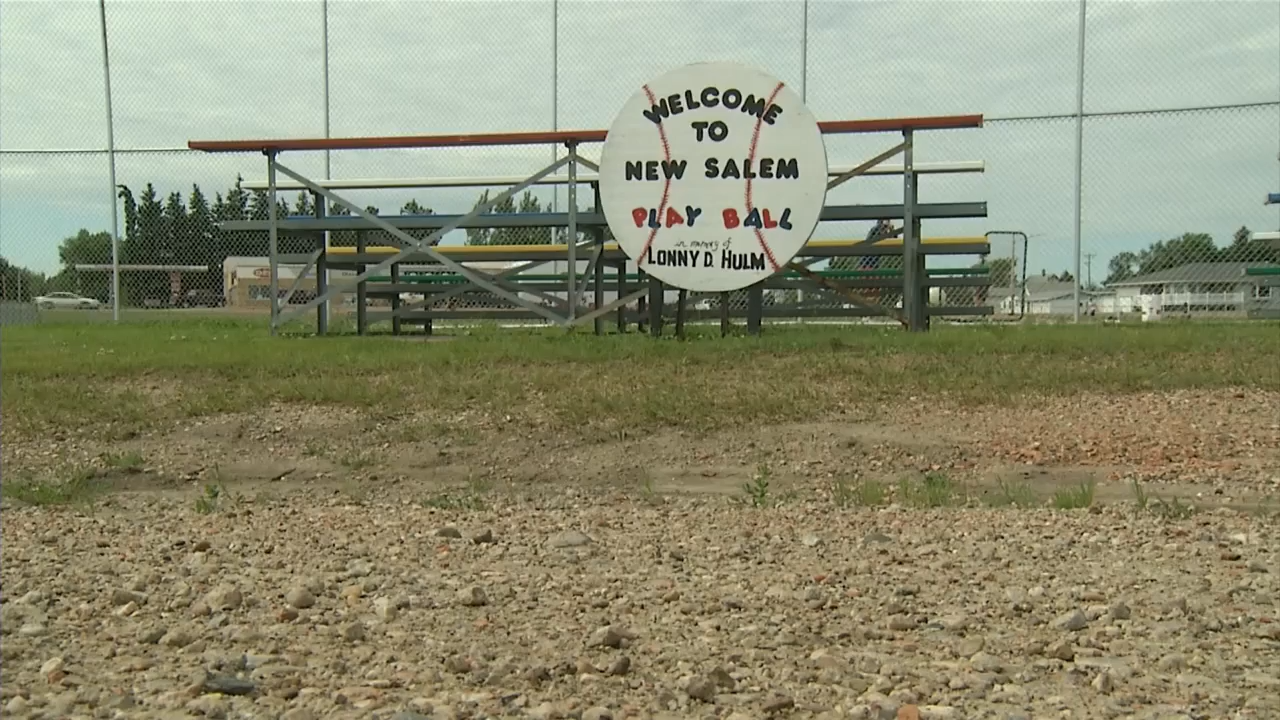 WELCOME
TO
NEW SALEM
PLAY BALL
in memory of
LONNY D. HULM